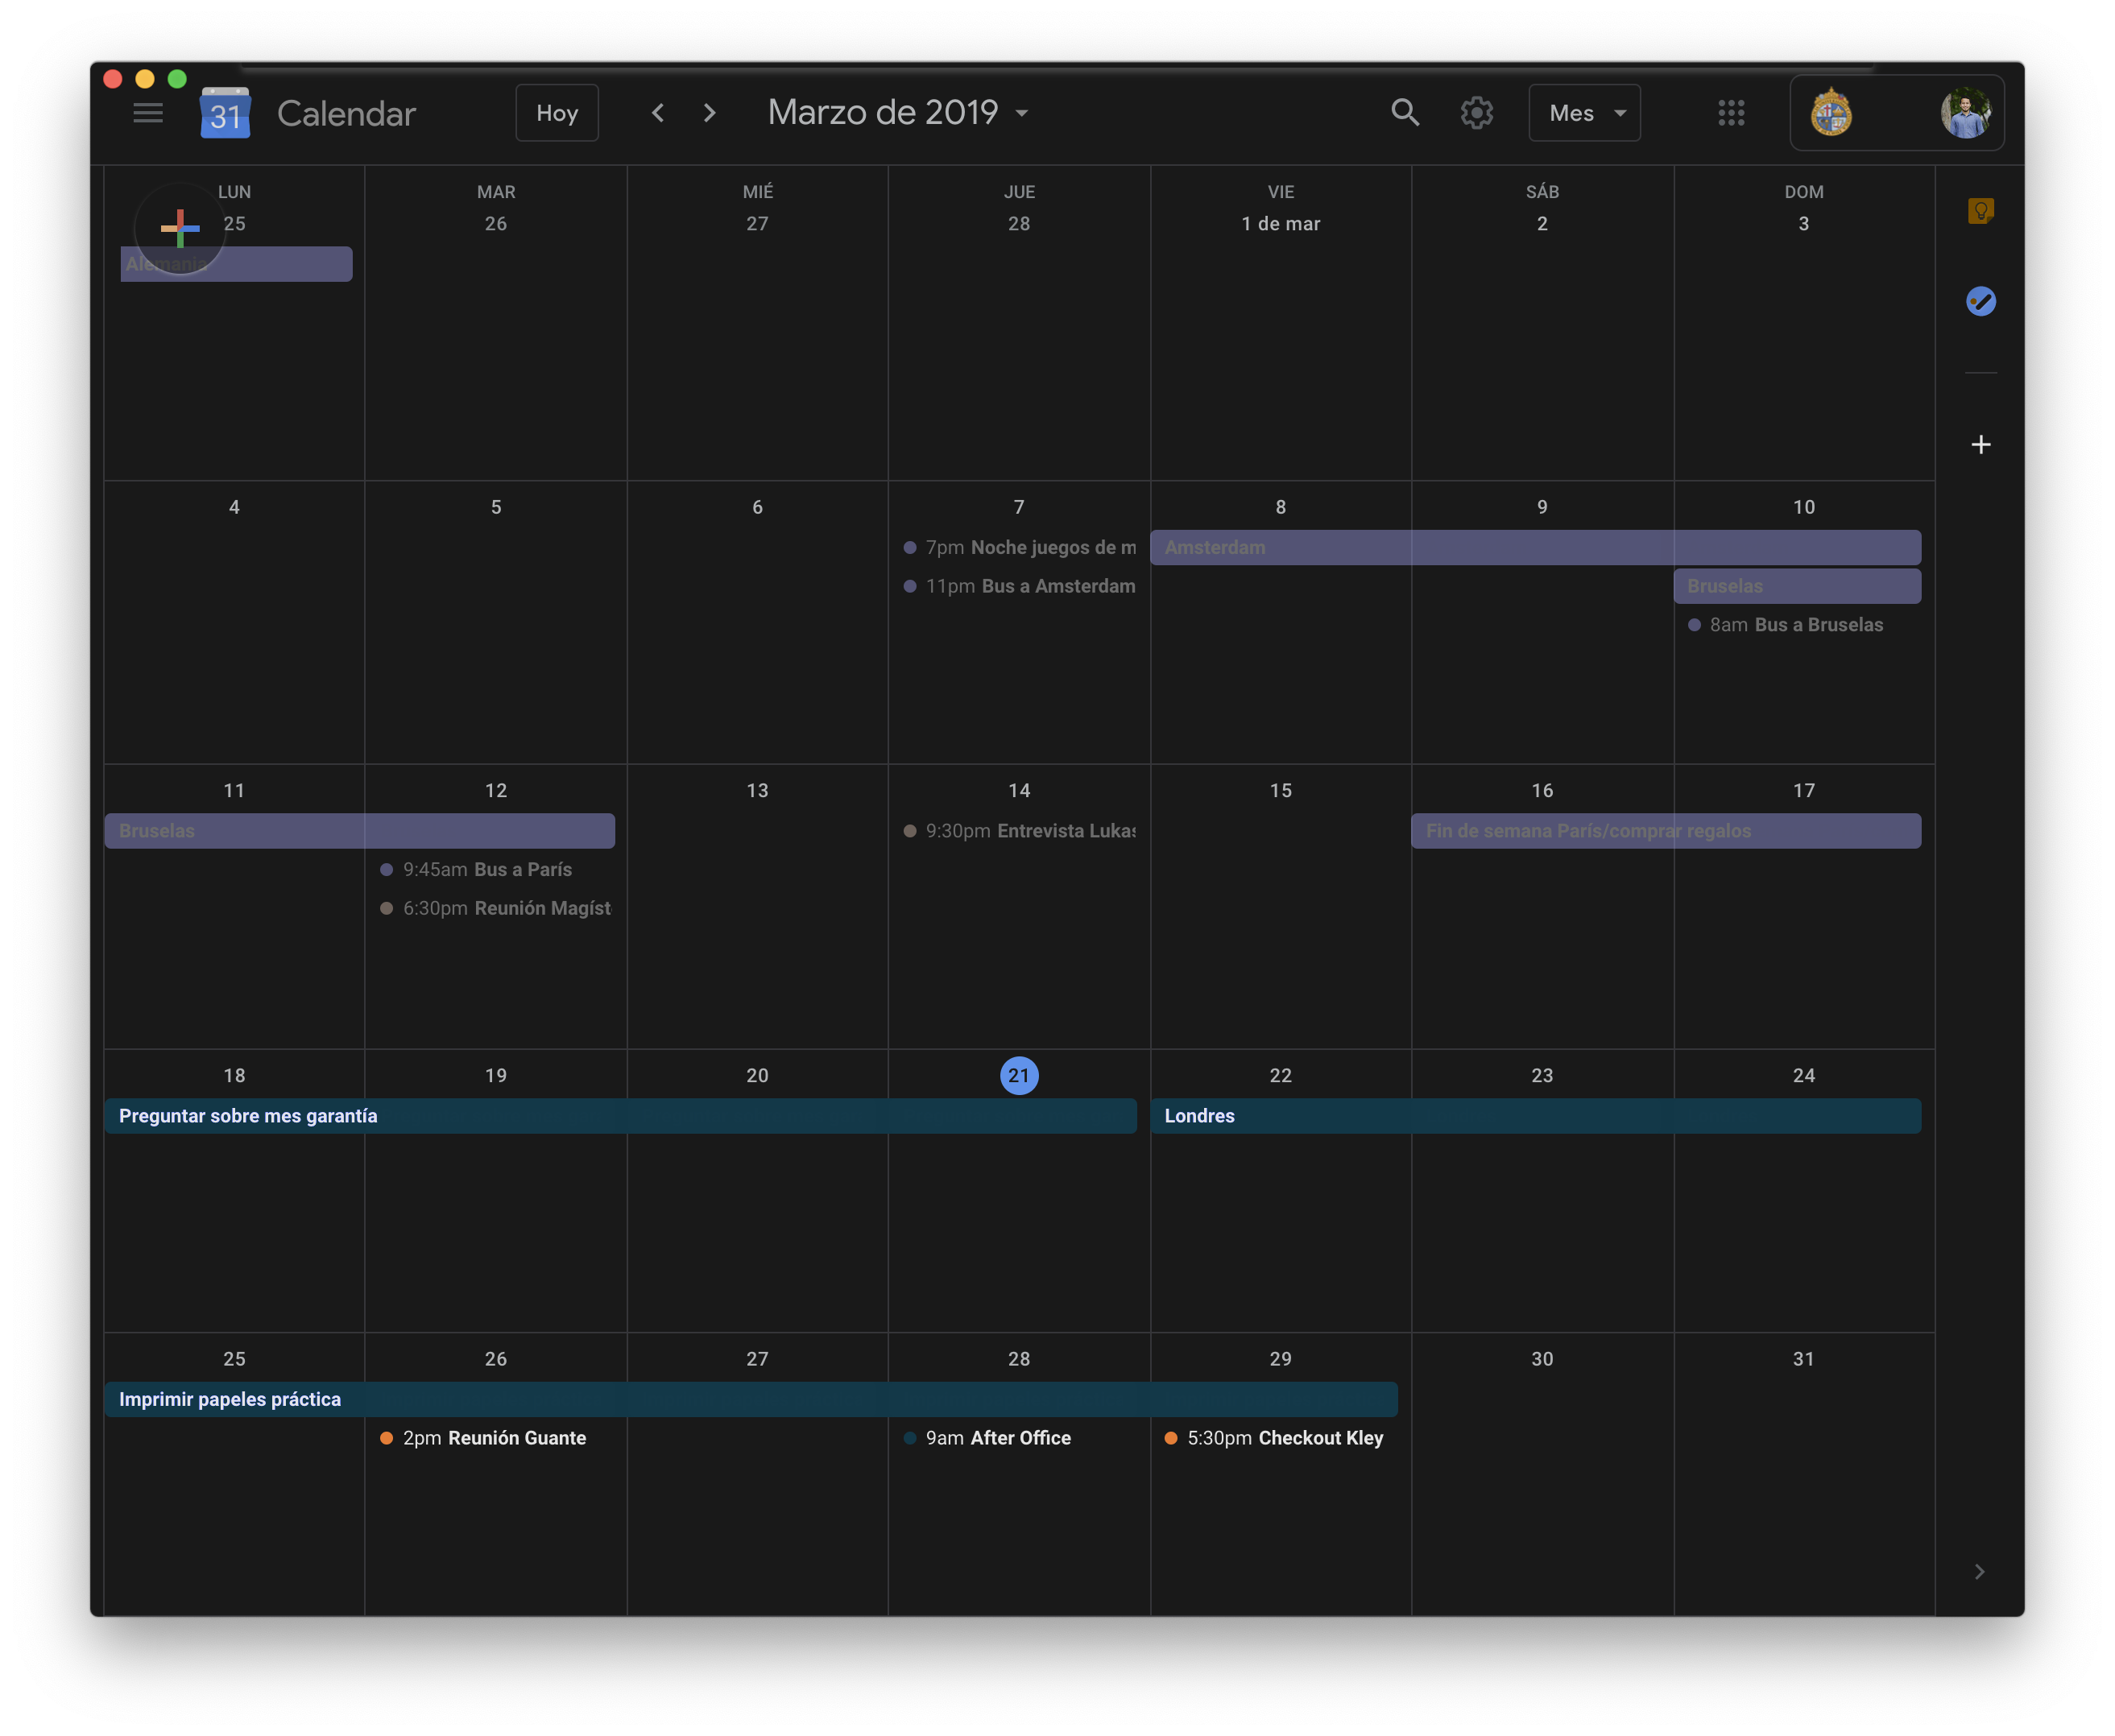 31 Calendar Hoy Marzo de 2019 Mes
LUN MAR MIÉ JUE VIE SÁB DOM
25 26 27 28 1 de mar 2 3
Alemania
4 5 6 7 8 9 10
7pm Noche juegos de m Amsterdam
11pm Bus a Amsterdam Bruselas
8am Bus a Bruselas
11 12 13 14 15 16 17
Bruselas 9:30pm Entrevista Lukas Fin de semana París/comprar regalos
9:45am Bus a París
6:30pm Reunión Magíst
18 19 20 21 22 23 24
Preguntar sobre mes garantía Londres
25 26 27 28 29 30 31
Imprimir papeles práctica
2pm Reunión Guante 9am After Office 5:30pm Checkout Kley